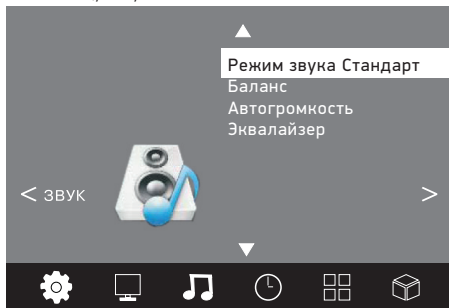 Режим звука Стандарт
Баланс
Автогромкость
Эквалайзер
< ЗВУК >